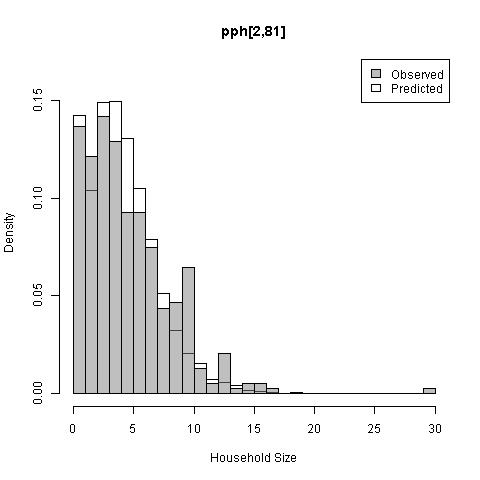 pph[2,81]
Observed
Predicted
Density
0.15
0.10
0.05
0.00
0 5 10 15 20 25 30
Household Size